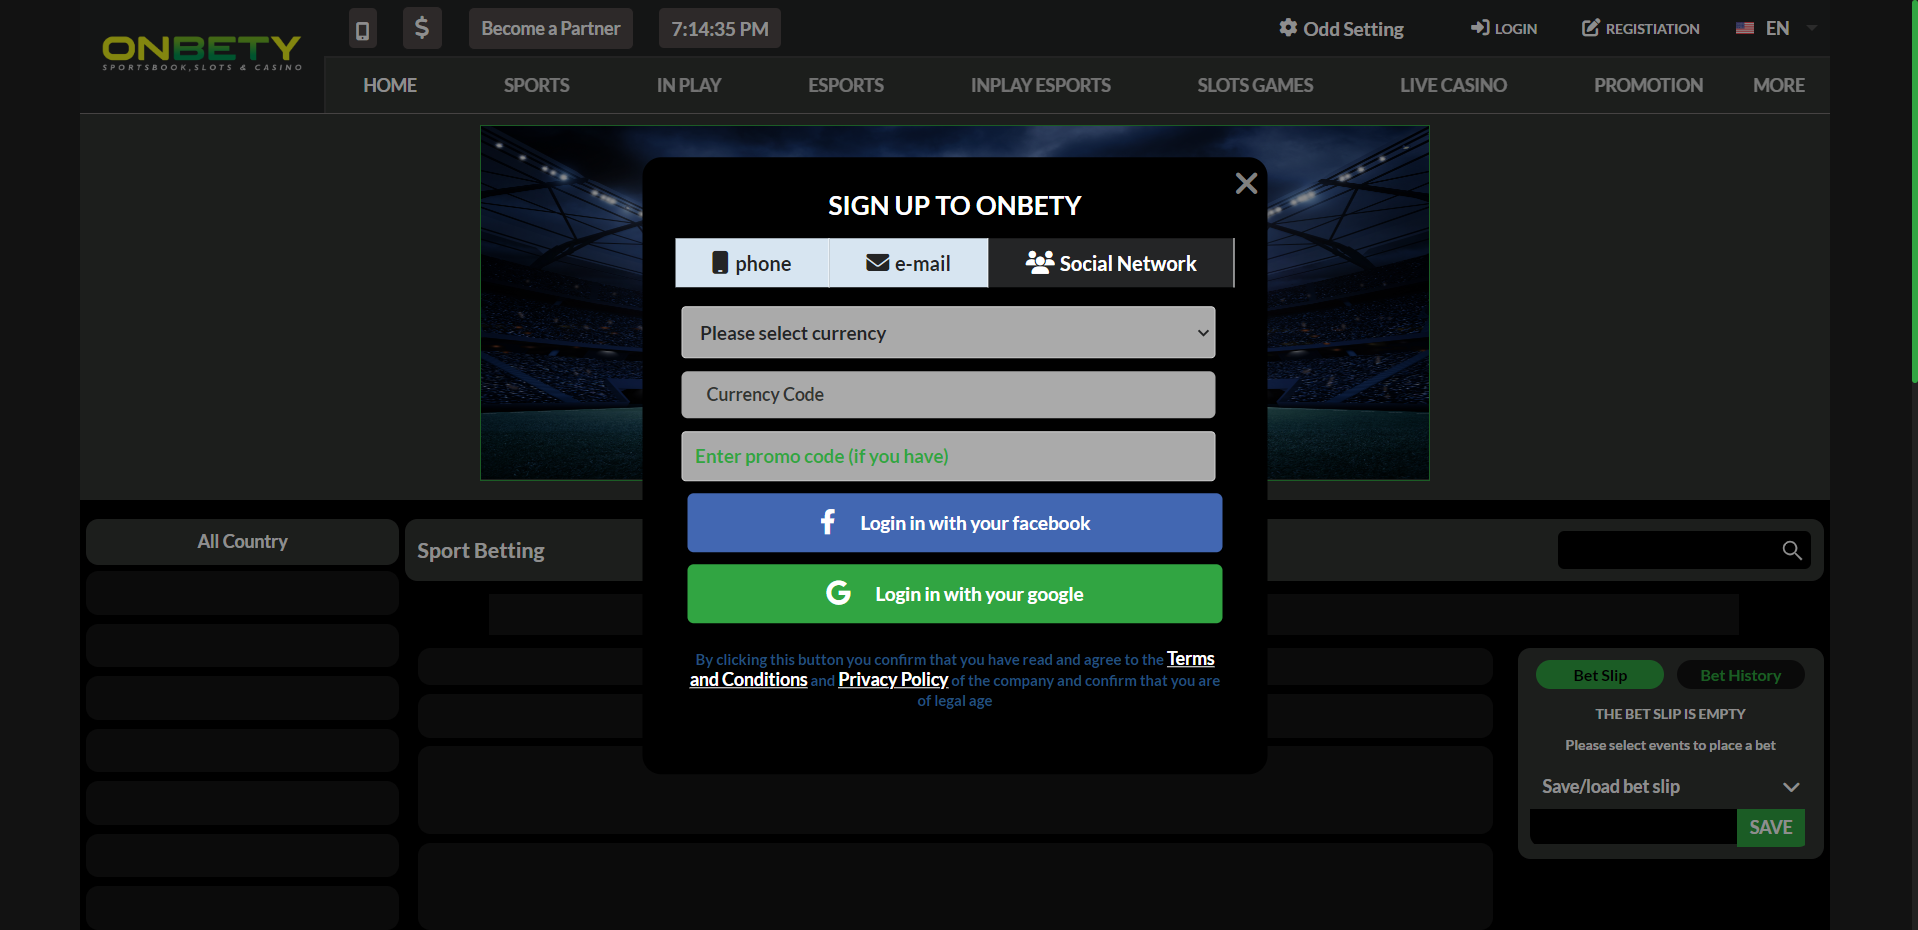 ONBETY
SPORTSBOOK,SLOTS & CASINO
Become a Partner
7:14:35 PM
Odd Setting
LOGIN
REGISTIATION
EN
HOME
SPORTS
IN PLAY
ESPORTS
INPLAY ESPORTS
SLOTS GAMES
LIVE CASINO
PROMOTION
MORE
SIGN UP TO ONBETY
phone
e-mail
Social Network
Please select currency
Currency Code
Enter promo code (if you have)
Login in with your facebook
Login in with your google
By clicking this button you confirm that you have read and agree to the Terms
and Conditions and Privacy Policy of the company and confirm that you are
of legal age
All Country
Sport Betting
Bet Slip
Bet History
THE BET SLIP IS EMPTY
Please select events to place a bet
Save/load bet slip
SAVE